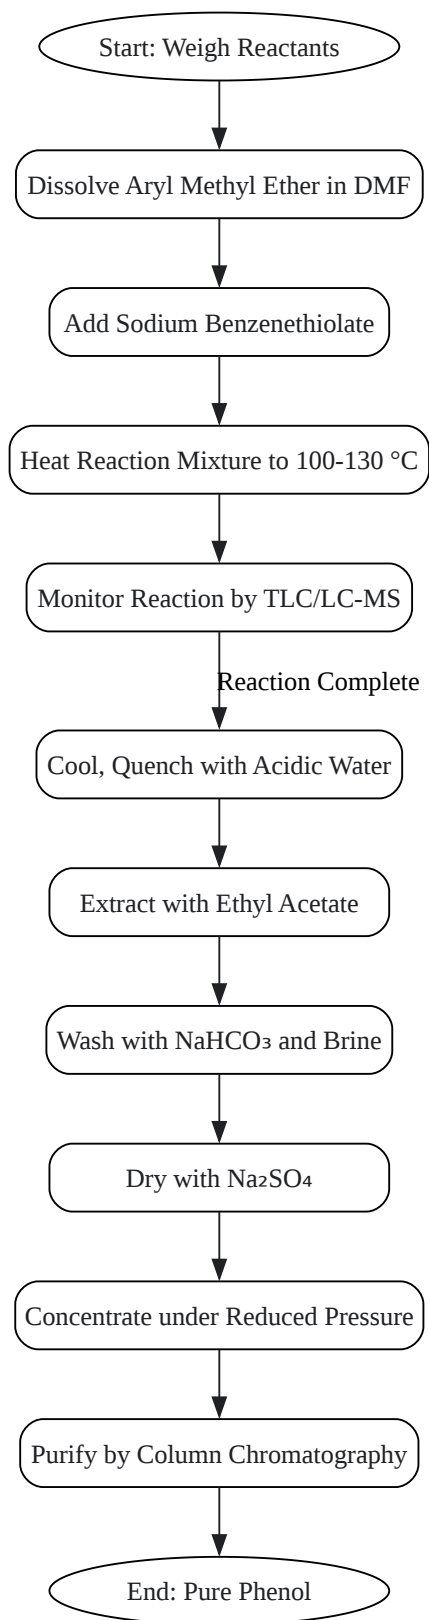 Start: Weigh Reactants
Dissolve Aryl Methyl Ether in DMF
Add Sodium Benzenethiolate
Heat Reaction Mixture to 100-130 °C
Monitor Reaction by TLC/LC-MS
Reaction Complete
Cool, Quench with Acidic Water
Extract with Ethyl Acetate
Wash with NaHCO₃ and Brine
Dry with Na₂SO₄
Concentrate under Reduced Pressure
Purify by Column Chromatography
End: Pure Phenol